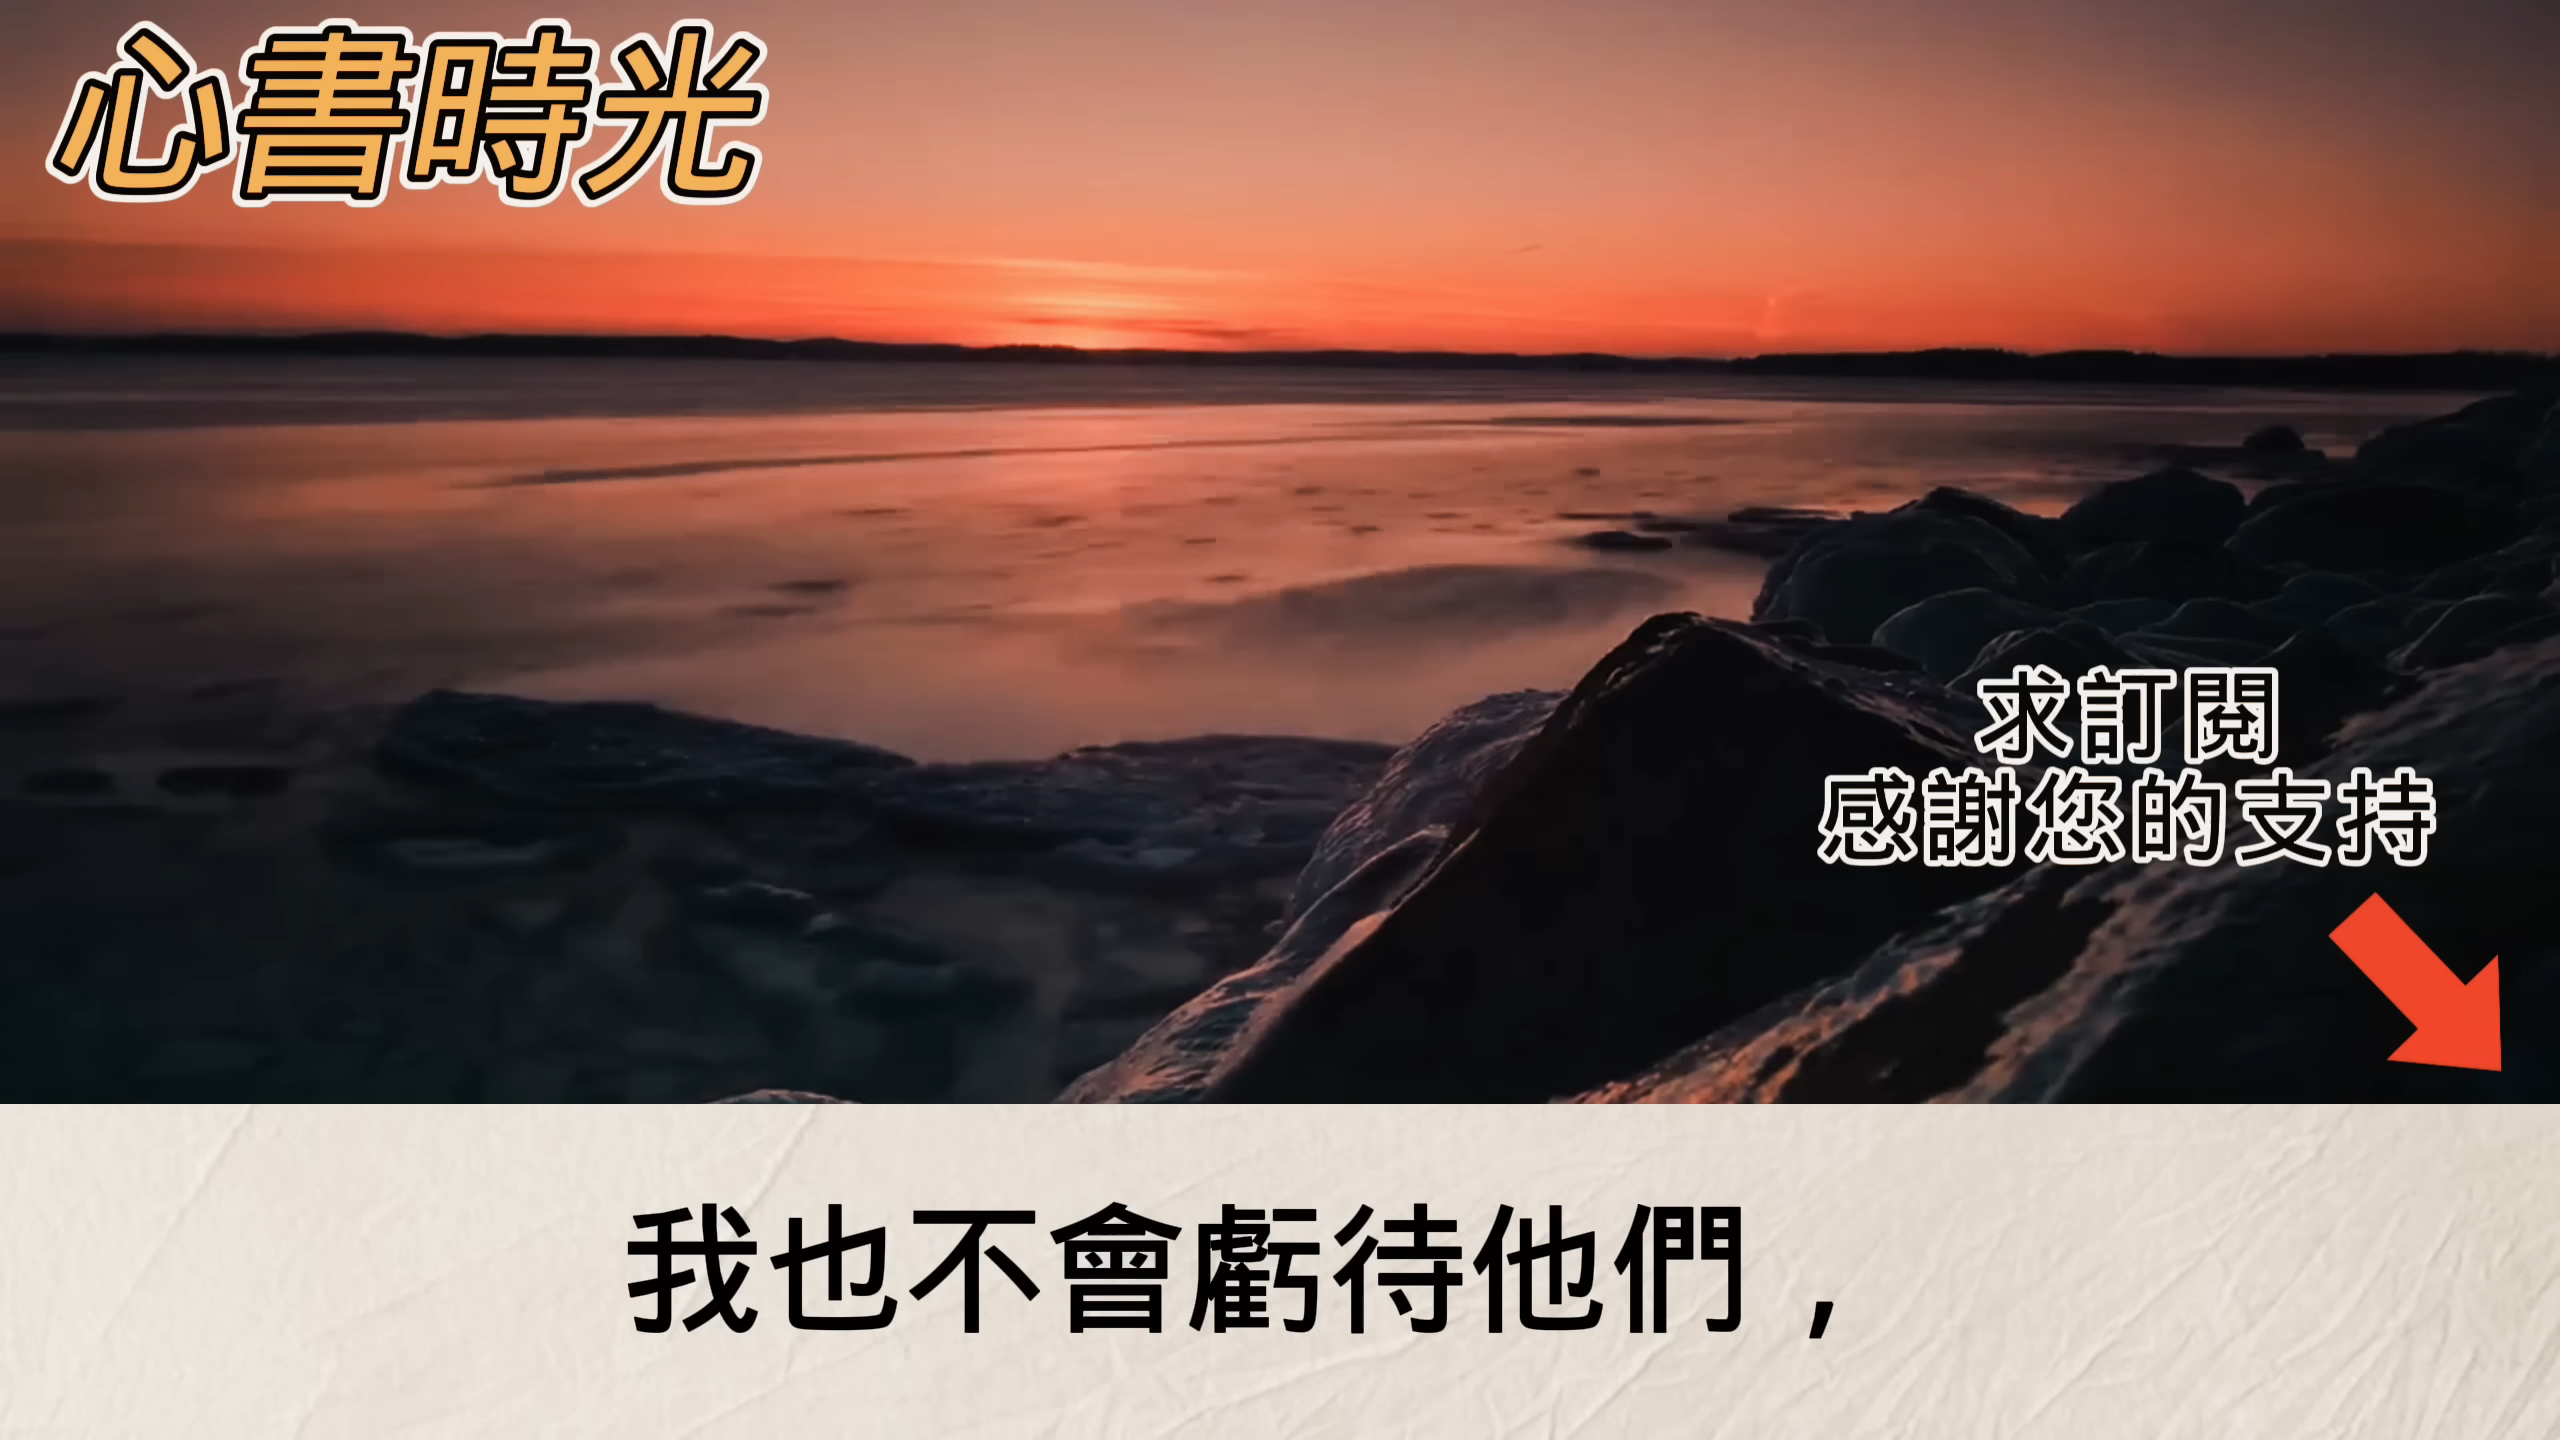 心書時光
求訂閱
感謝您的支持
我也不會虧待他們，